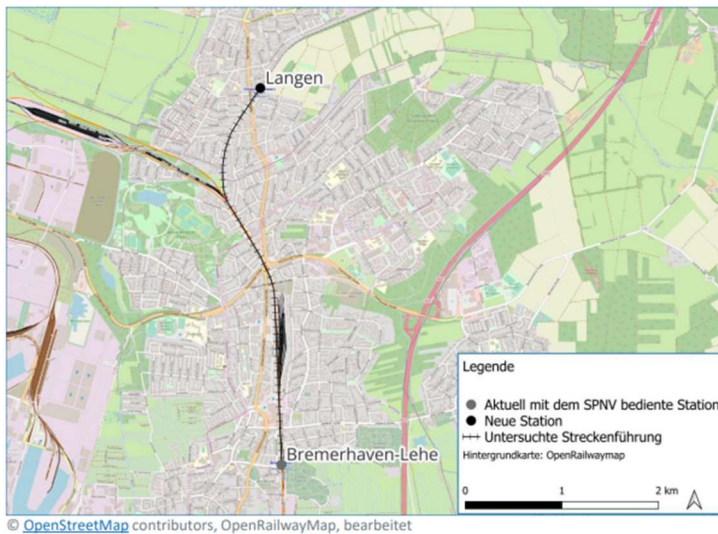 Langen
Bremerhaven-Lehe
Legende
Aktuell mit dem SPNV bediente Station
Neue Station
Untersuchte Streckenführung
Hintergrundkarte: OpenRailwaymap
0 1 2 km
© OpenStreetMap contributors, OpenRailwayMap, bearbeitet